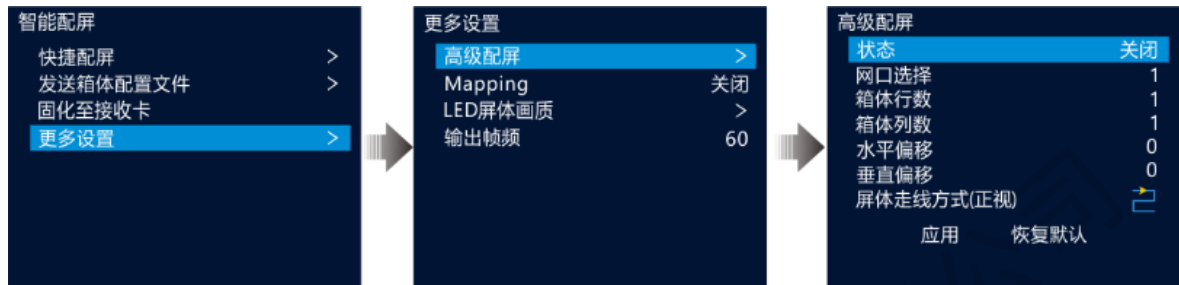 智能配屏
快捷配屏 >
发送箱体配置文件 >
固化至接收卡
更多设置 >
更多设置
高级配屏 >
Mapping 关闭
LED屏体画质 >
输出帧频 60
高级配屏
状态 关闭
网口选择 1
箱体行数 1
箱体列数 1
水平偏移 0
垂直偏移 0
屏体走线方式(正视)
应用 恢复默认